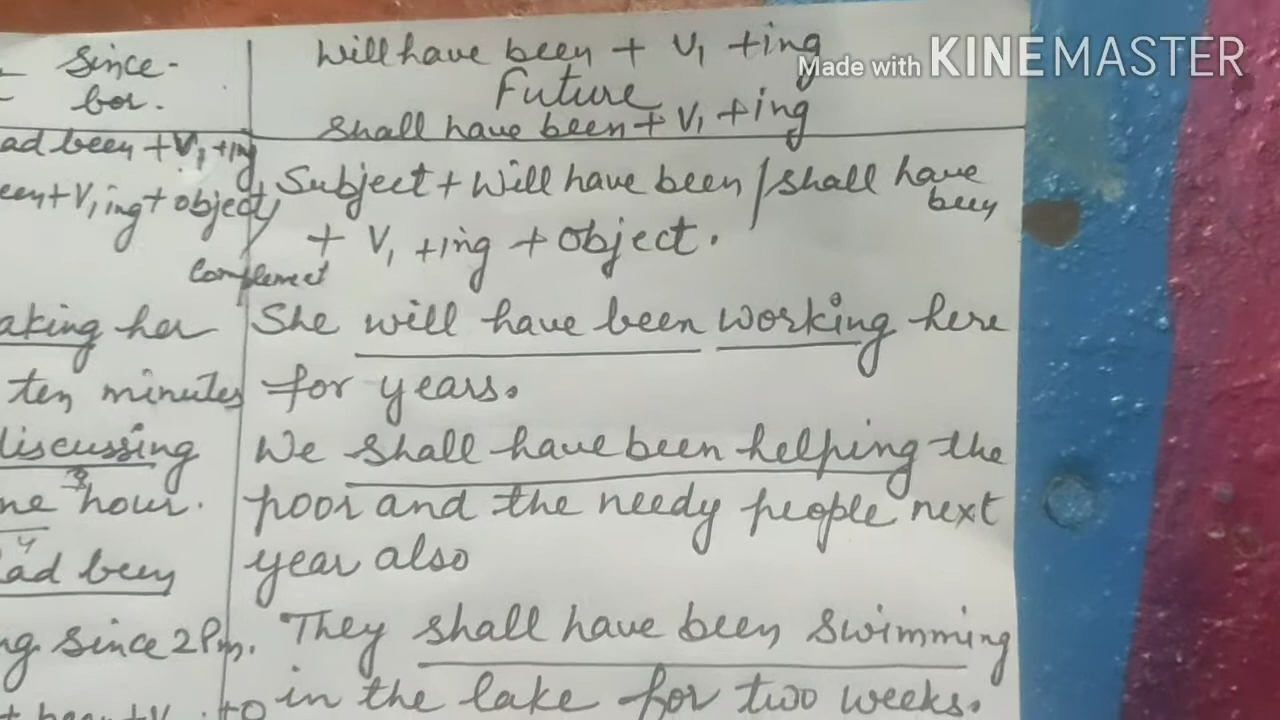 Since-
for.
Will have been + V1 +ing
Future
Shall have been + V1 +ing
Made with KINEMASTER
ad been + V1 +ing
een + V1 ing + object/
Complement
aking her
ten minutes
discussing
ne hour.
ad been
ng since 2 Pm.
Subject + Will have been / shall have been
+ V1 +ing + Object.
She will have been working here
for years.
We shall have been helping the
poor and the needy people next
year also
They shall have been swimming
in the lake for two weeks.